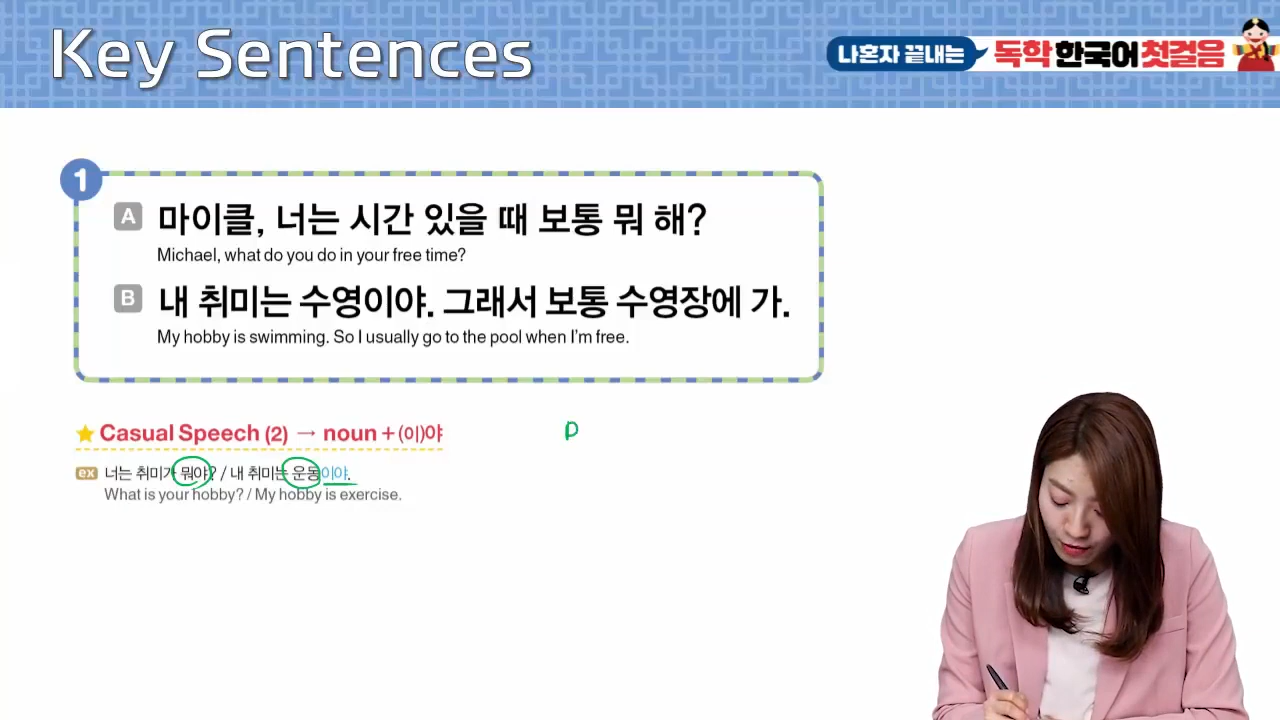 Key Sentences
나혼자 끝내는 독학 한국어 첫걸음
1
A 마이클, 너는 시간 있을 때 보통 뭐 해?
Michael, what do you do in your free time?
B 내 취미는 수영이야. 그래서 보통 수영장에 가.
My hobby is swimming. So I usually go to the pool when I'm free.
Casual Speech (2) → noun + (이)야
ex 너는 취미가 뭐야? / 내 취미는 운동이야.
What is your hobby? / My hobby is exercise.